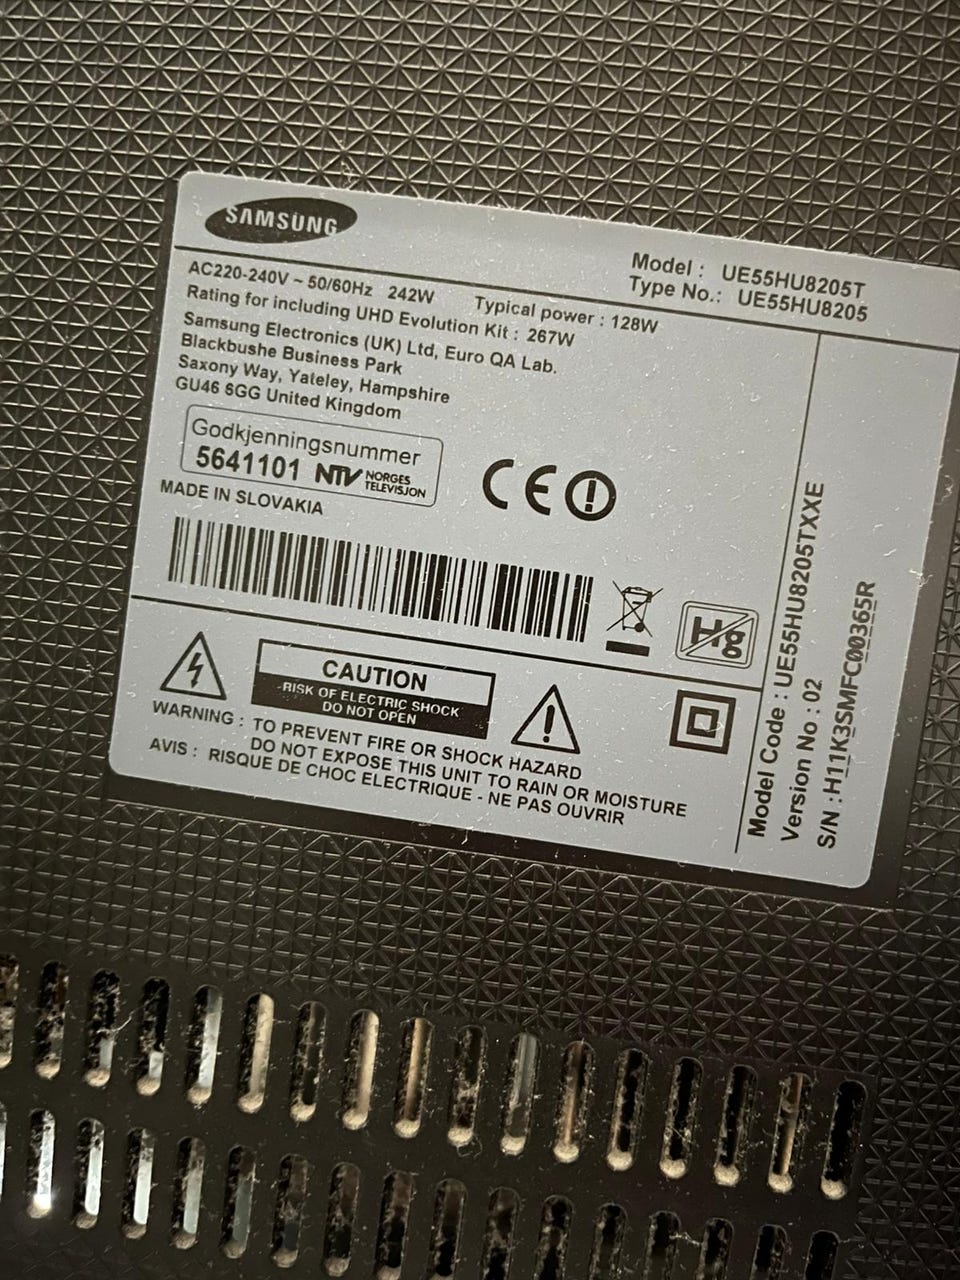 SAMSUNG
Model : UE55HU8205T
Type No.: UE55HU8205
AC220-240V ~ 50/60Hz 242W Typical power : 128W
Rating for including UHD Evolution Kit : 267W
Samsung Electronics (UK) Ltd, Euro QA Lab.
Blackbushe Business Park
Saxony Way, Yateley, Hampshire
GU46 6GG United Kingdom
Godkjenningsnummer
5641101 NTV NORGES
TELEVISJON
CE
MADE IN SLOVAKIA
Hg
CAUTION
RISK OF ELECTRIC SHOCK
DO NOT OPEN
WARNING : TO PREVENT FIRE OR SHOCK HAZARD
DO NOT EXPOSE THIS UNIT TO RAIN OR MOISTURE
AVIS : RISQUE DE CHOC ELECTRIQUE - NE PAS OUVRIR
Model Code : UE55HU8205TXXE
Version No : 02
S/N : H11K3SMFC00365R